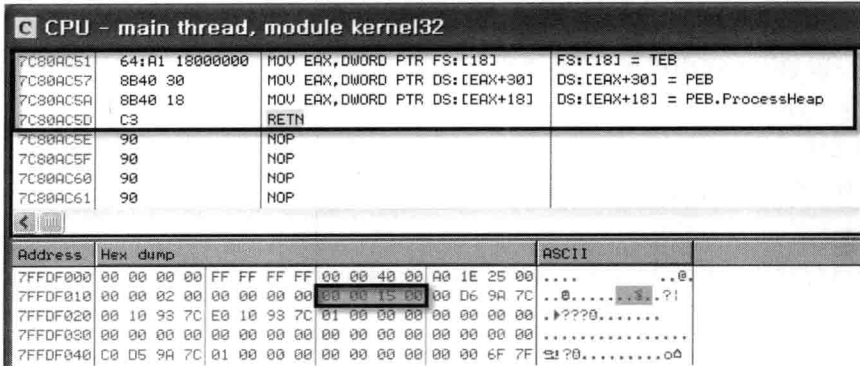 C CPU - main thread, module kernel32
7C80AC51 64:A1 18000000 MOV EAX,DWORD PTR FS:[18] FS:[18] = TEB
7C80AC57 8B40 30 MOV EAX,DWORD PTR DS:[EAX+30] DS:[EAX+30] = PEB
7C80AC5A 8B40 18 MOV EAX,DWORD PTR DS:[EAX+18] DS:[EAX+18] = PEB.ProcessHeap
7C80AC5D C3 RETN
7C80AC5E 90 NOP
7C80AC5F 90 NOP
7C80AC60 90 NOP
7C80AC61 90 NOP
Address Hex dump ASCII
7FFDF000 00 00 00 00 FF FF FF FF 00 00 40 00 A0 1E 25 00 .... ..@.
7FFDF010 00 00 02 00 00 00 00 00 00 00 15 00 00 D6 9A 7C ..@.......§..?|
7FFDF020 00 10 93 7C E0 10 93 7C 01 00 00 00 00 00 00 00 .???@.......
7FFDF030 00 00 00 00 00 00 00 00 00 00 00 00 00 00 00 00 ................
7FFDF040 C0 D5 9A 7C 01 00 00 00 00 00 00 00 00 00 6F 7F ?@.........o